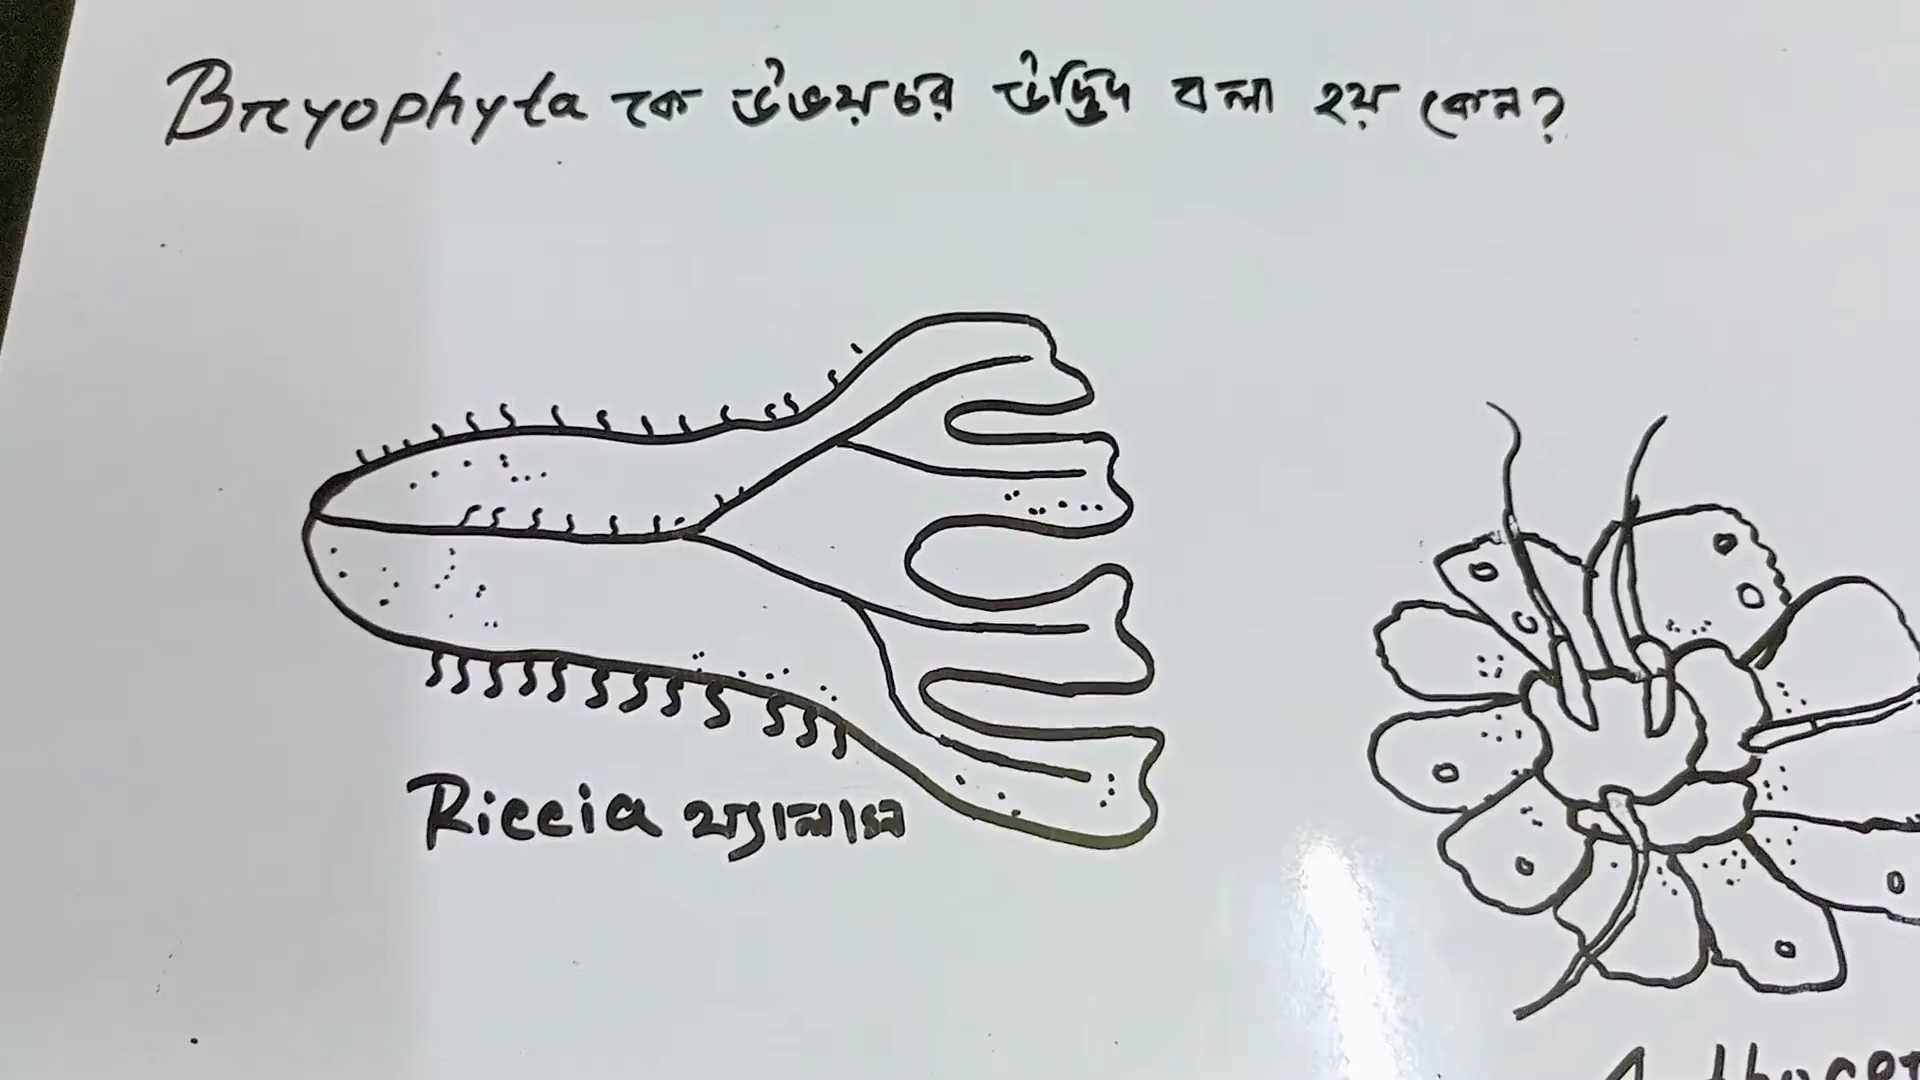 Bryophyta কে উভয়চর উদ্ভিদ বলা হয় কেন?
Riccia থ্যালাস